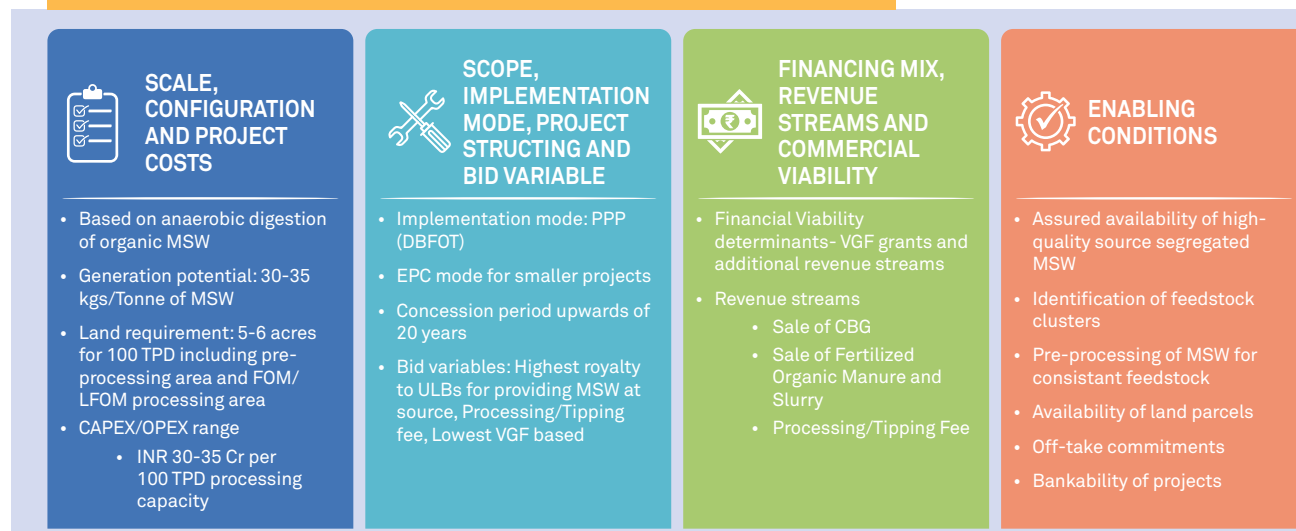 SCALE,
CONFIGURATION
AND PROJECT
COSTS
• Based on anaerobic digestion
of organic MSW
• Generation potential: 30-35
kgs/Tonne of MSW
• Land requirement: 5-6 acres
for 100 TPD including pre-
processing area and FOM/
LFOM processing area
• CAPEX/OPEX range
• INR 30-35 Cr per
100 TPD processing
capacity
SCOPE,
IMPLEMENTATION
MODE, PROJECT
STRUCTING AND
BID VARIABLE
• Implementation mode: PPP
(DBFOT)
• EPC mode for smaller projects
• Concession period upwards of
20 years
• Bid variables: Highest royalty
to ULBs for providing MSW at
source, Processing/Tipping
fee, Lowest VGF based
FINANCING MIX,
REVENUE
STREAMS AND
COMMERCIAL
VIABILITY
• Financial Viability
determinants- VGF grants and
additional revenue streams
• Revenue streams
• Sale of CBG
• Sale of Fertilized
Organic Manure and
Slurry
• Processing/Tipping Fee
ENABLING
CONDITIONS
• Assured availability of high-
quality source segregated
MSW
• Identification of feedstock
clusters
• Pre-processing of MSW for
consistant feedstock
• Availability of land parcels
• Off-take commitments
• Bankability of projects